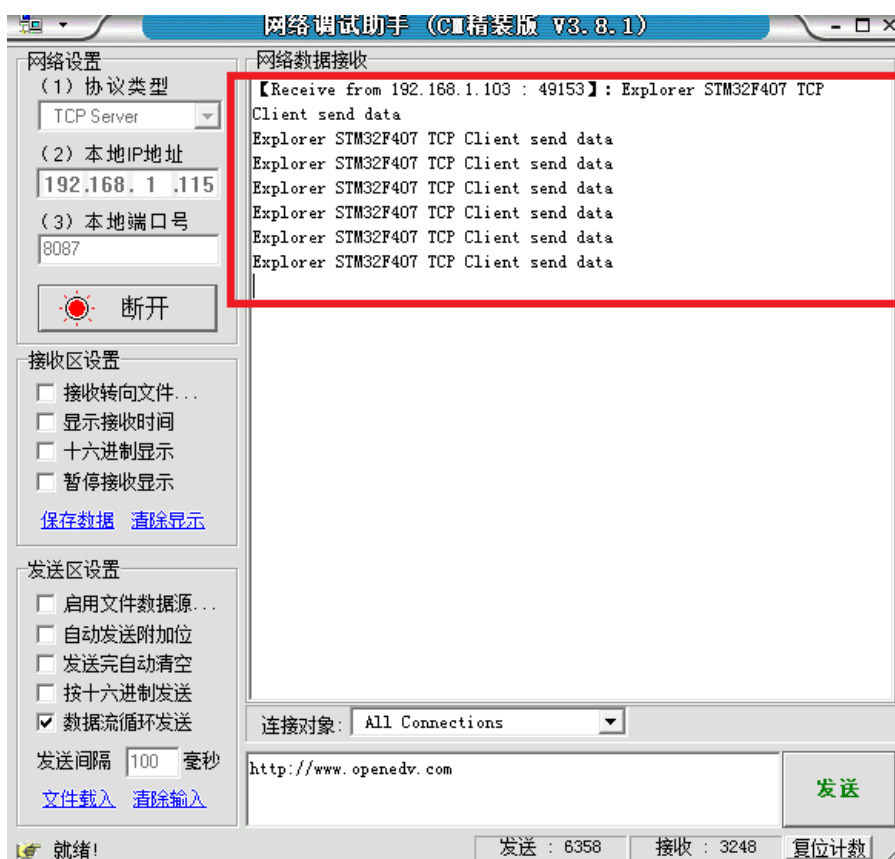 网络调试助手 (CⅢ精装版 V3.8.1)
网络设置
(1) 协议类型
TCP Server
(2) 本地IP地址
192.168. 1 .115
(3) 本地端口号
8087
断开
接收区设置
接收转向文件...
显示接收时间
十六进制显示
暂停接收显示
保存数据 清除显示
发送区设置
启用文件数据源...
自动发送附加位
发送完自动清空
按十六进制发送
数据流循环发送
发送间隔 100 毫秒
文件载入 清除输入
网络数据接收
【Receive from 192.168.1.103 : 49153】: Explorer STM32F407 TCP
Client send data
Explorer STM32F407 TCP Client send data
Explorer STM32F407 TCP Client send data
Explorer STM32F407 TCP Client send data
Explorer STM32F407 TCP Client send data
Explorer STM32F407 TCP Client send data
Explorer STM32F407 TCP Client send data
连接对象: All Connections
http://www.openedv.com
发送
就绪!
发送 : 6358
接收 : 3248
复位计数